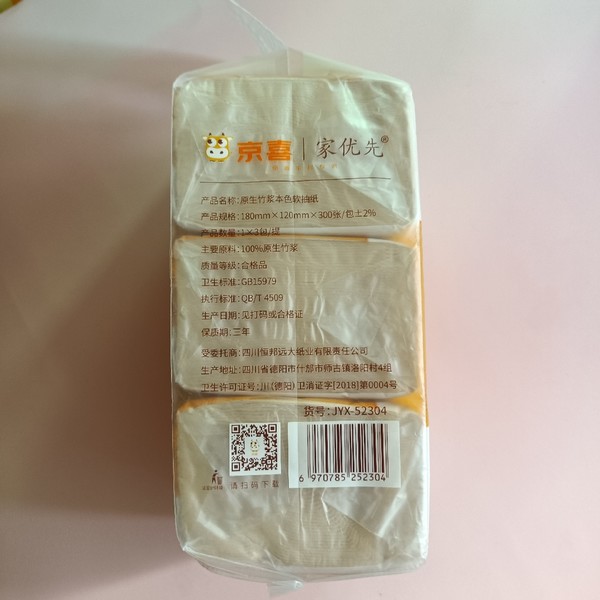 京喜 | 家优先®
产品名称: 原生竹浆本色软抽纸
产品规格: 180mm×120mm×300张/包±2%
产品数量: 1×3包/提
主要原料: 100%原生竹浆
质量等级: 合格品
卫生标准: GB15979
执行标准: QB/T 4509
生产日期: 见打码或合格证
保质期: 三年
受委托商: 四川恒邦远大纸业有限责任公司
生产地址: 四川省德阳市什邡市师古镇洛阳村4组
卫生许可证号: 川(德阳)卫消证字[2018]第0004号
货号: JYX-52304
请扫码下载
6 970785 252304